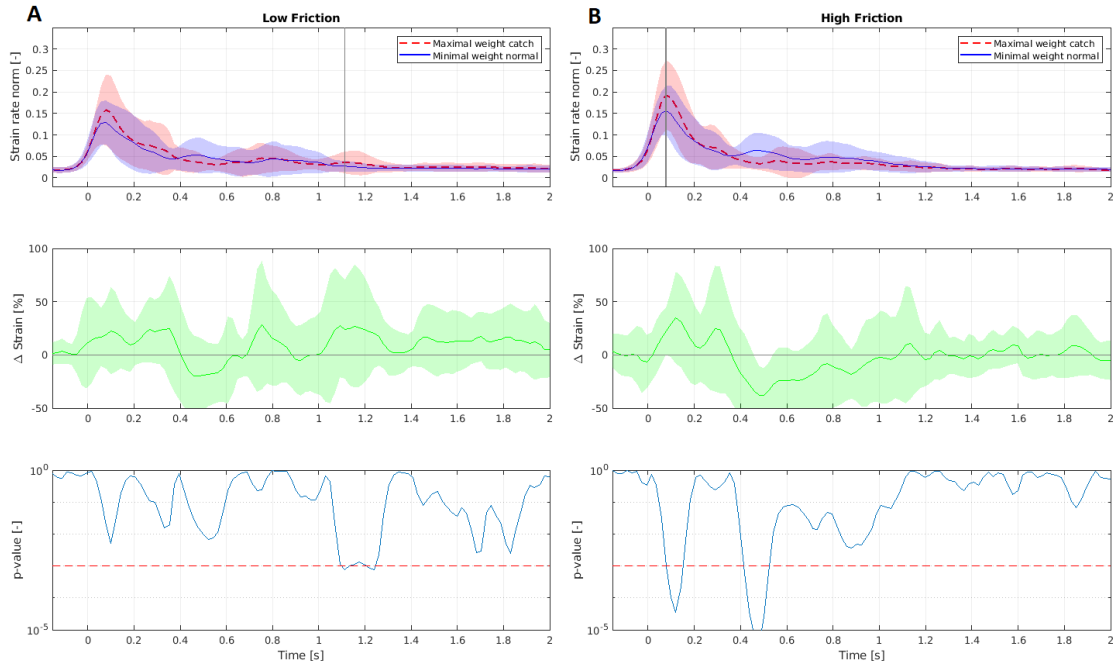 A
Low Friction
Strain rate norm [-]
0.3
0.25
0.2
0.15
0.1
0.05
0
Maximal weight catch
Minimal weight normal
0 0.2 0.4 0.6 0.8 1 1.2 1.4 1.6 1.8 2
Δ Strain [%]
100
50
0
-50
0 0.2 0.4 0.6 0.8 1 1.2 1.4 1.6 1.8 2
p-value [-]
10^0
10^-5
0 0.2 0.4 0.6 0.8 1 1.2 1.4 1.6 1.8 2
Time [s]
B
High Friction
Strain rate norm [-]
0.3
0.25
0.2
0.15
0.1
0.05
0
Maximal weight catch
Minimal weight normal
0 0.2 0.4 0.6 0.8 1 1.2 1.4 1.6 1.8 2
Δ Strain [%]
100
50
0
-50
0 0.2 0.4 0.6 0.8 1 1.2 1.4 1.6 1.8 2
p-value [-]
10^0
10^-5
0 0.2 0.4 0.6 0.8 1 1.2 1.4 1.6 1.8 2
Time [s]